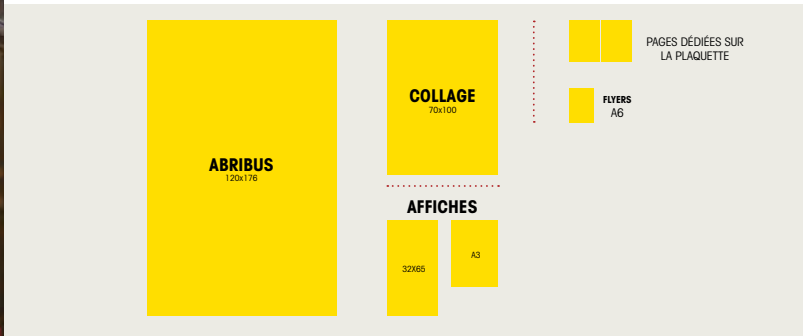 ABRIBUS
120x176
COLLAGE
70x100
AFFICHES
32X65
A3
PAGES DÉDIÉES SUR
LA PLAQUETTE
FLYERS
A6